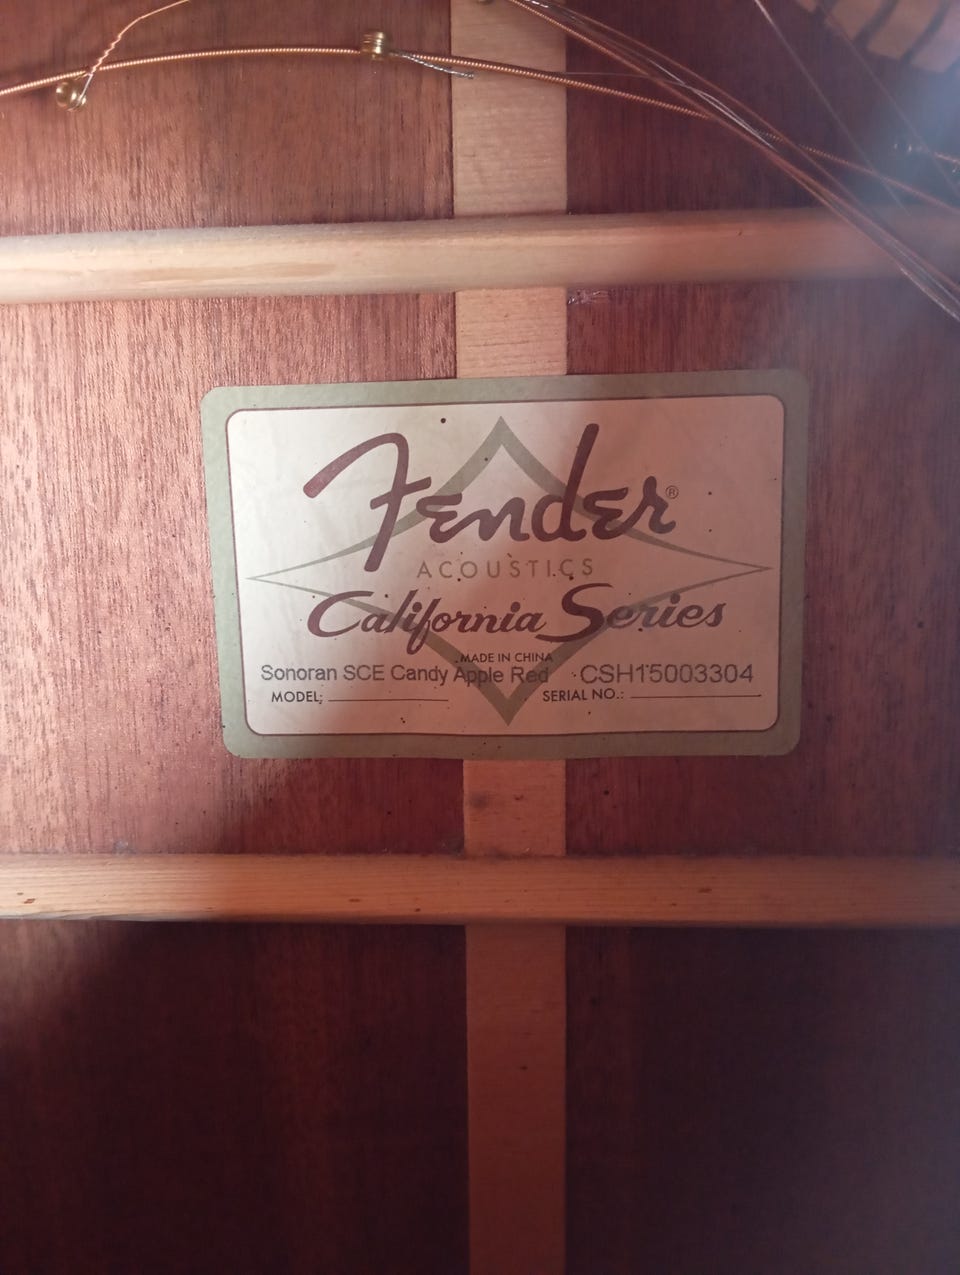 Fender®
ACOUSTICS
California Series
MADE IN CHINA
Sonoran SCE Candy Apple Red CSH15003304
MODEL: SERIAL NO.: